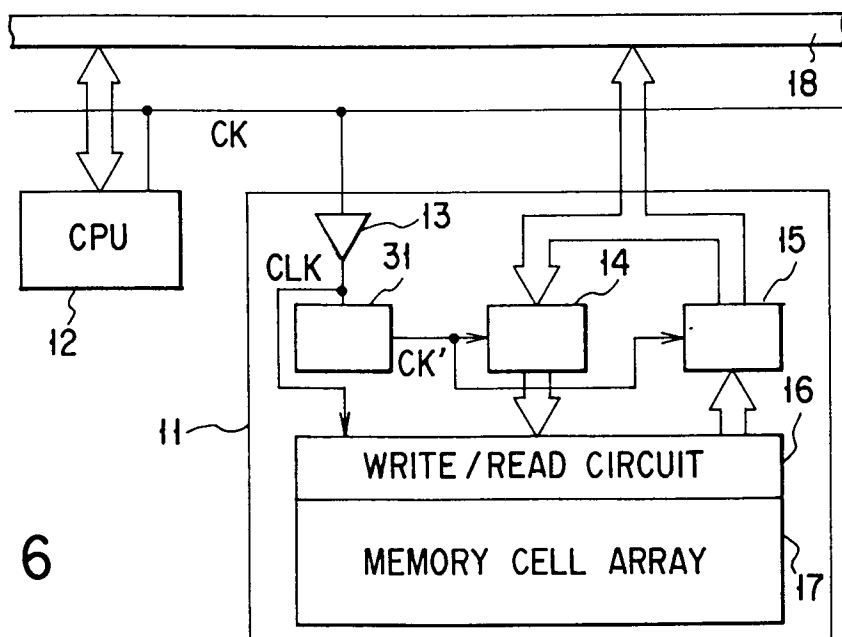 18
CK
CPU
13
CLK
31
14
15
12
CK'
16
11
WRITE/READ CIRCUIT
6
MEMORY CELL ARRAY
17